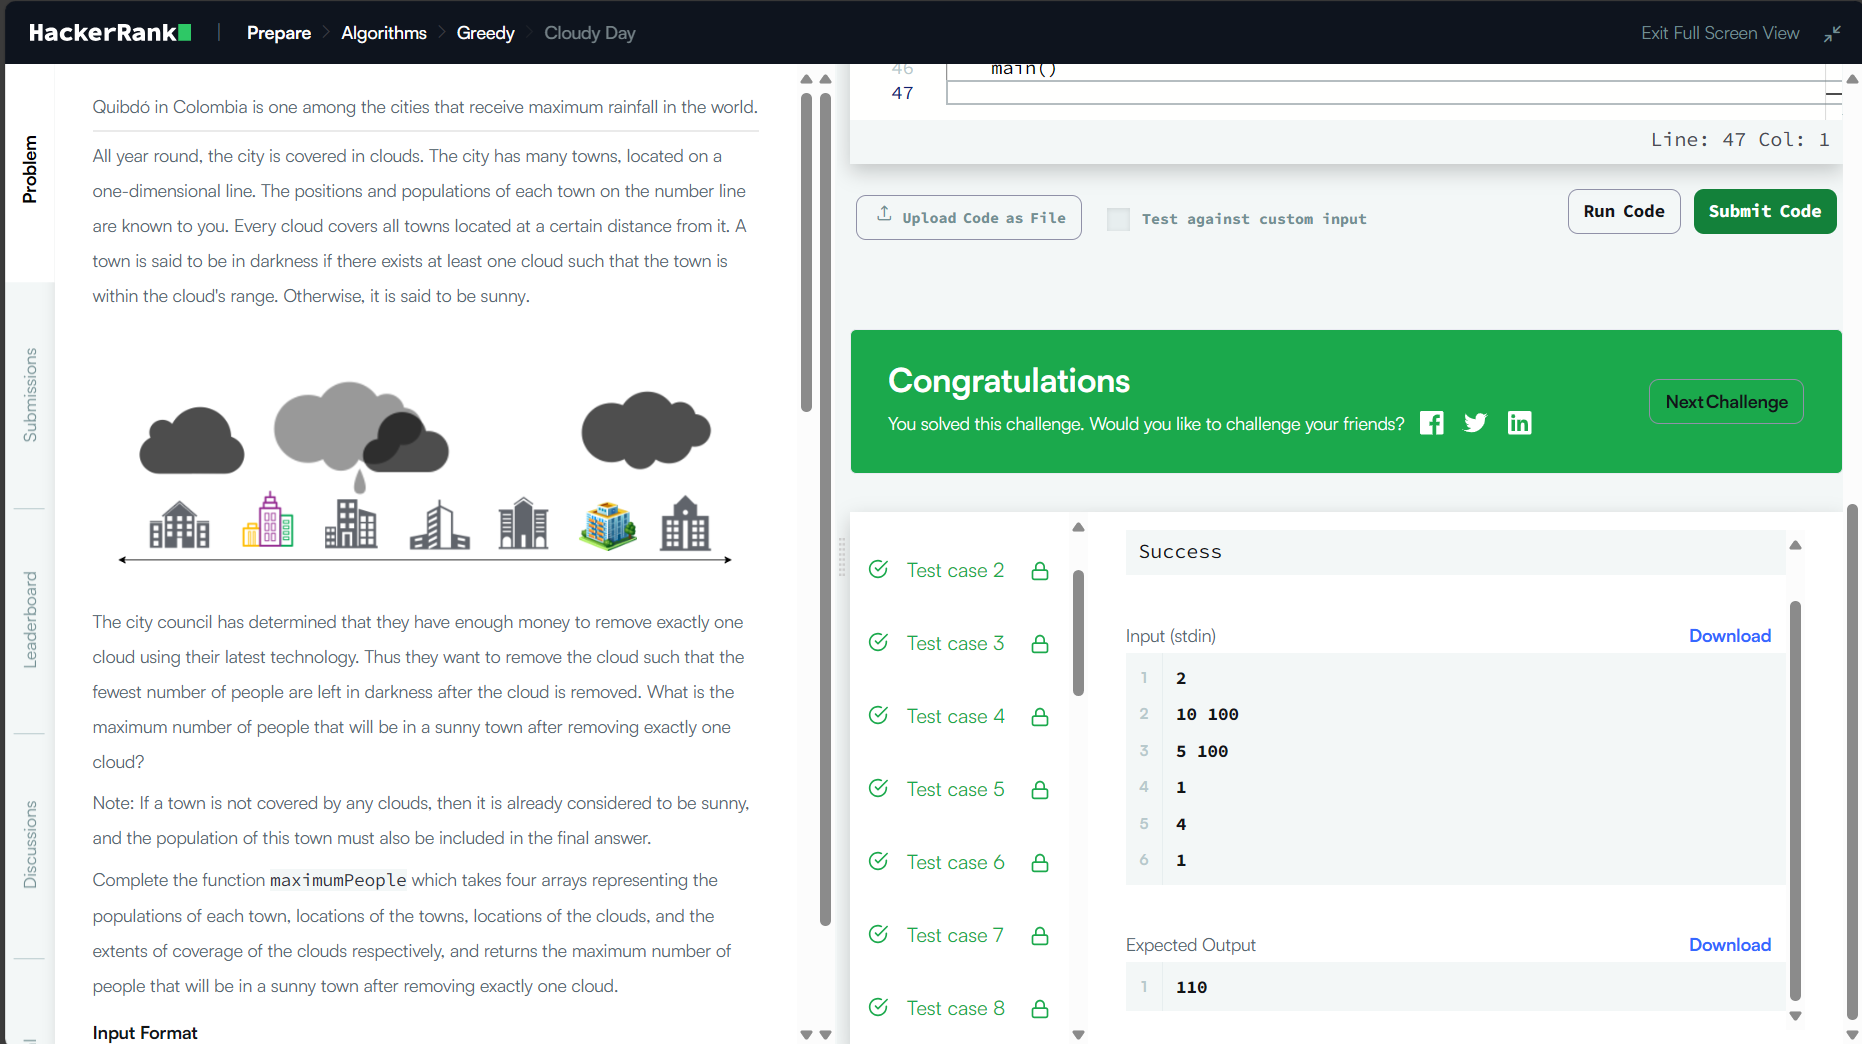 HackerRank
Prepare > Algorithms > Greedy > Cloudy Day
Exit Full Screen View
Problem
Submissions
Leaderboard
Discussions
Quibdó in Colombia is one among the cities that receive maximum rainfall in the world.
All year round, the city is covered in clouds. The city has many towns, located on a
one-dimensional line. The positions and populations of each town on the number line
are known to you. Every cloud covers all towns located at a certain distance from it. A
town is said to be in darkness if there exists at least one cloud such that the town is
within the cloud's range. Otherwise, it is said to be sunny.
The city council has determined that they have enough money to remove exactly one
cloud using their latest technology. Thus they want to remove the cloud such that the
fewest number of people are left in darkness after the cloud is removed. What is the
maximum number of people that will be in a sunny town after removing exactly one
cloud?
Note: If a town is not covered by any clouds, then it is already considered to be sunny,
and the population of this town must also be included in the final answer.
Complete the function maximumPeople which takes four arrays representing the
populations of each town, locations of the towns, locations of the clouds, and the
extents of coverage of the clouds respectively, and returns the maximum number of
people that will be in a sunny town after removing exactly one cloud.
Input Format
46 main()
47
Line: 47 Col: 1
Upload Code as File
Test against custom input
Run Code
Submit Code
Congratulations
You solved this challenge. Would you like to challenge your friends?
Next Challenge
Test case 2
Test case 3
Test case 4
Test case 5
Test case 6
Test case 7
Test case 8
Success
Input (stdin)
Download
1 2
2 10 100
3 5 100
4 1
5 4
6 1
Expected Output
Download
1 110